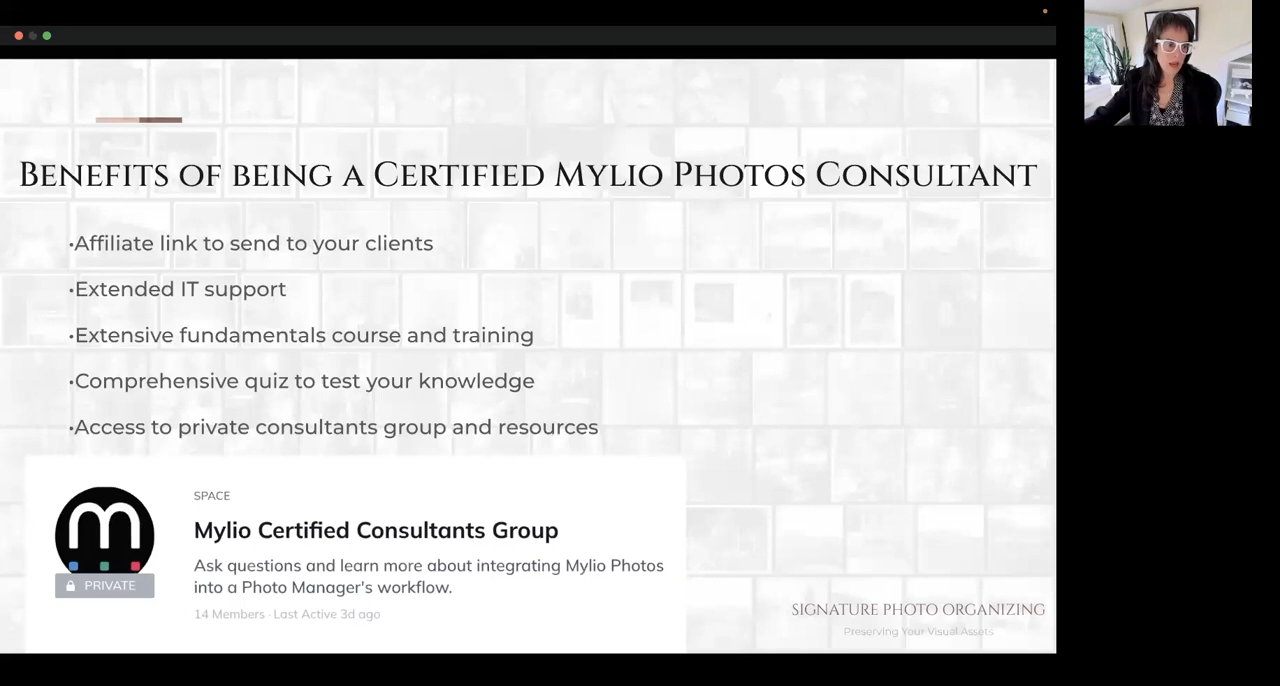 Benefits of being a Certified Mylio Photos Consultant
•Affiliate link to send to your clients
•Extended IT support
•Extensive fundamentals course and training
•Comprehensive quiz to test your knowledge
•Access to private consultants group and resources
m
PRIVATE
SPACE
Mylio Certified Consultants Group
Ask questions and learn more about integrating Mylio Photos
into a Photo Manager's workflow.
14 Members · Last Active 3d ago
SIGNATURE PHOTO ORGANIZING
Preserving Your Visual Assets